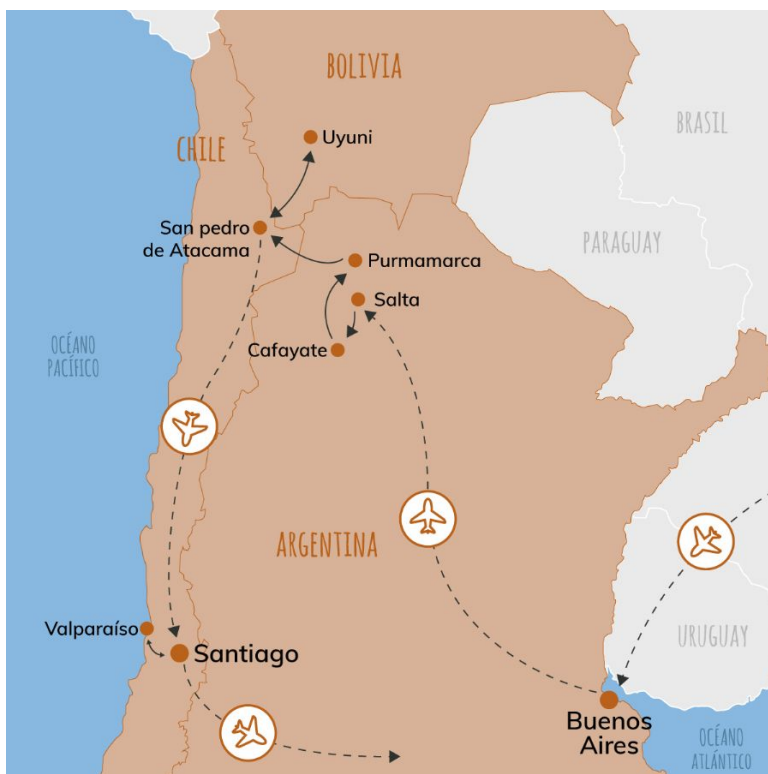 BOLIVIA
BRASIL
CHILE
Uyuni
San pedro
de Atacama
PARAGUAY
Purmamarca
Salta
OCÉANO
PACÍFICO
Cafayate
ARGENTINA
Valparaíso
Santiago
URUGUAY
Buenos
Aires
OCÉANO
ATLÁNTICO